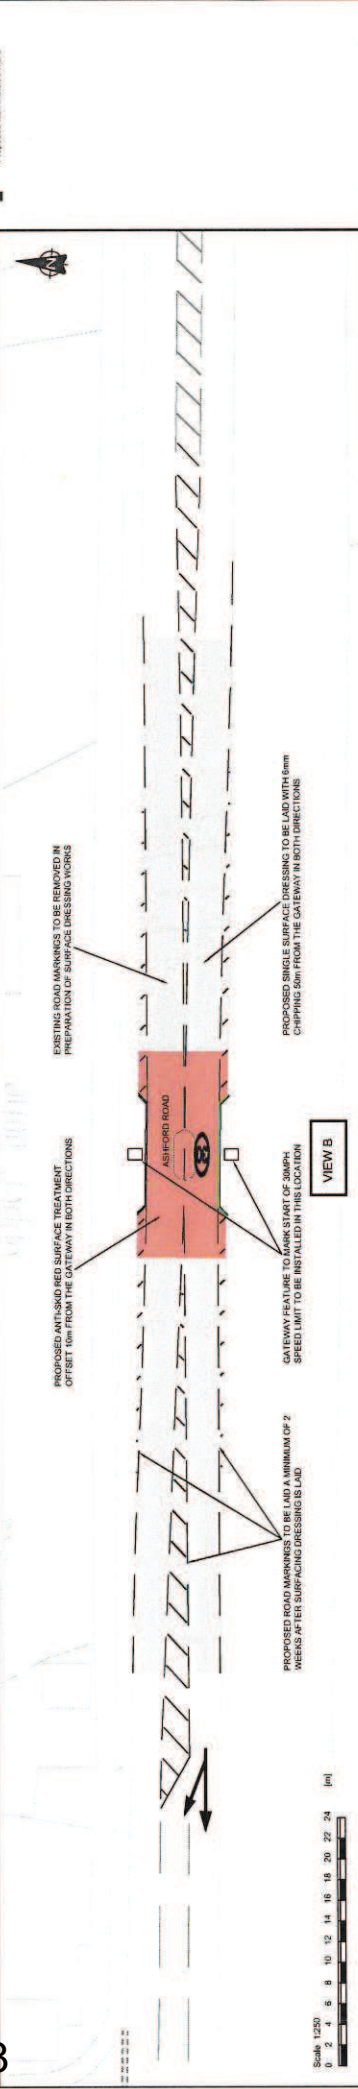 N
PROPOSED ANTI-SKID RED SURFACE TREATMENT
OFFSET 10m FROM THE GATEWAY IN BOTH DIRECTIONS
EXISTING ROAD MARKINGS TO BE REMOVED IN
PREPARATION OF SURFACE DRESSING WORKS
ASHFORD ROAD
30
PROPOSED ROAD MARKINGS TO BE LAID A MINIMUM OF 2
WEEKS AFTER SURFACING DRESSING IS LAID
GATEWAY FEATURE TO MARK START OF 30MPH
SPEED LIMIT TO BE INSTALLED IN THIS LOCATION
PROPOSED SINGLE SURFACE DRESSING TO BE LAID WITH 6mm
CHIPPING 50m FROM THE GATEWAY IN BOTH DIRECTIONS
VIEW B
Scale 1:250
0 2 4 6 8 10 12 14 16 18 20 22 24 [m]